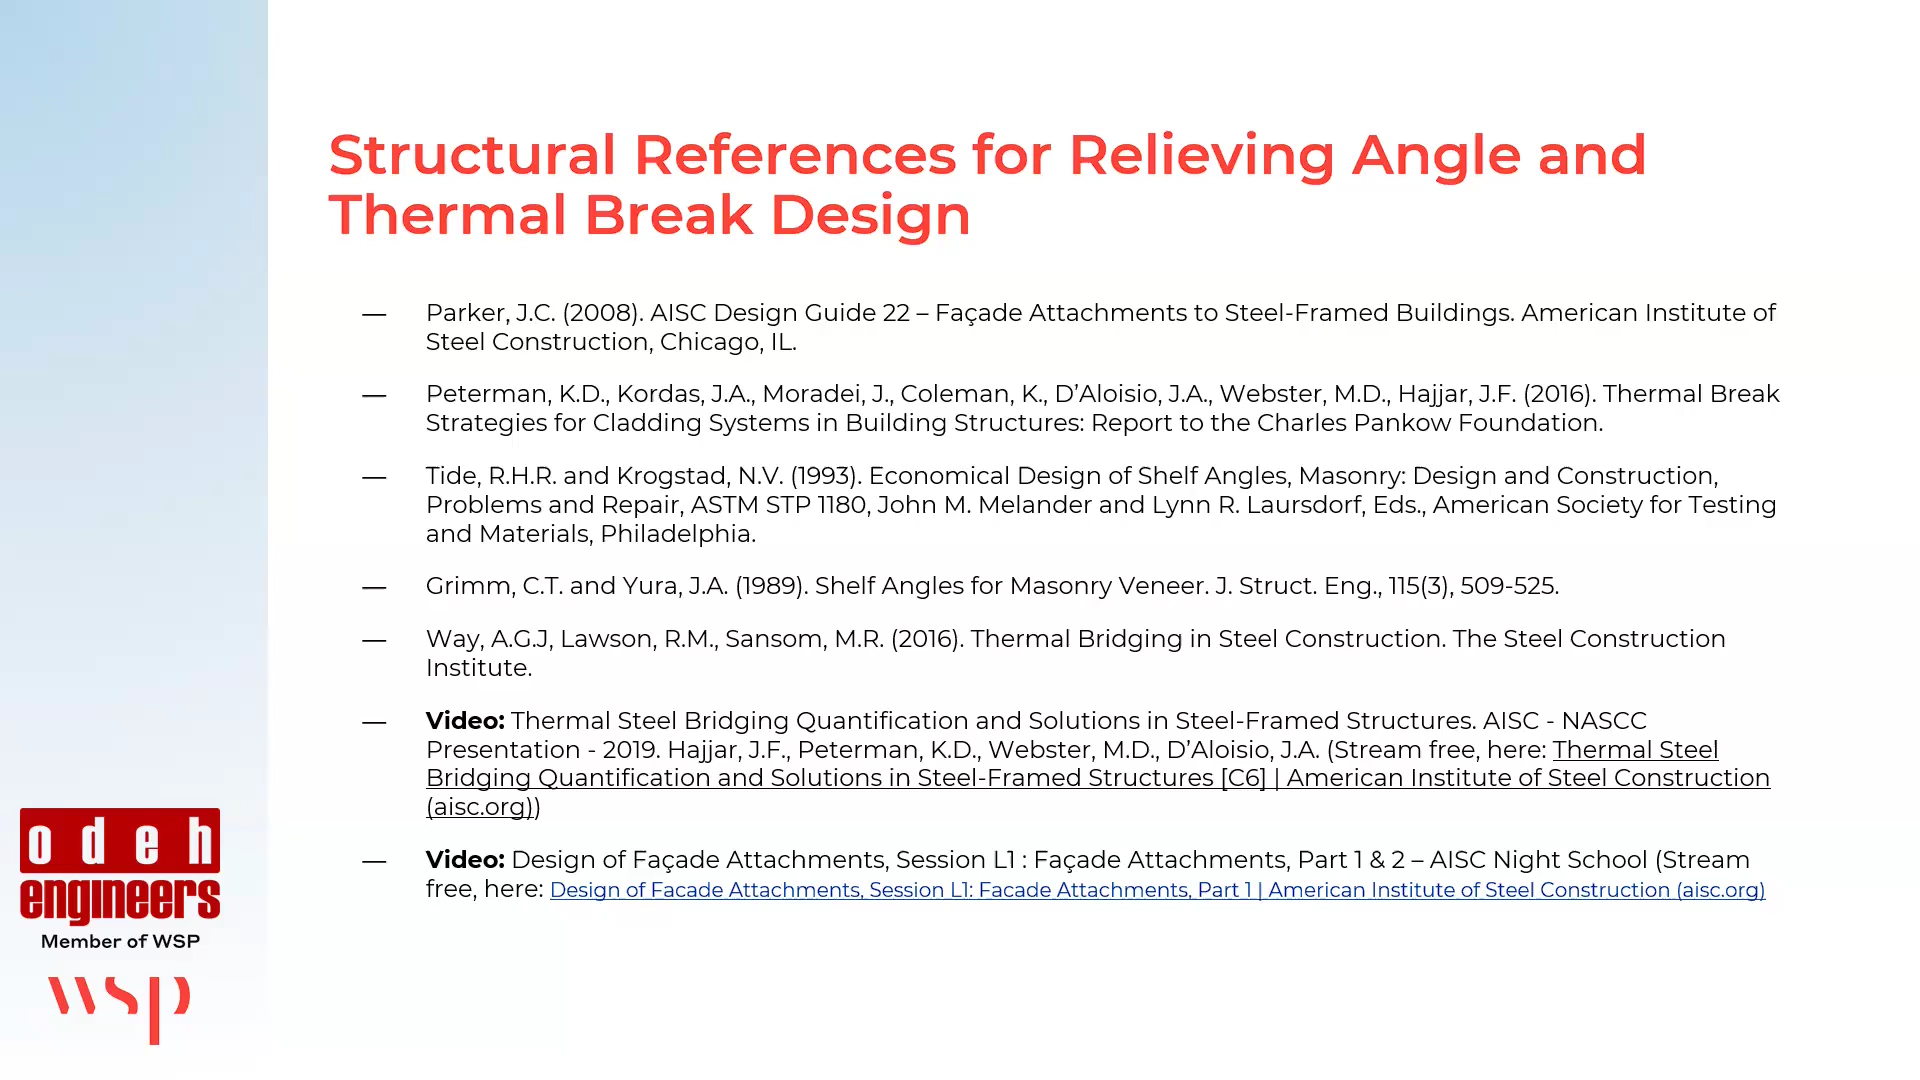 Structural References for Relieving Angle and
Thermal Break Design
— Parker, J.C. (2008). AISC Design Guide 22 – Façade Attachments to Steel-Framed Buildings. American Institute of
Steel Construction, Chicago, IL.
— Peterman, K.D., Kordas, J.A., Moradei, J., Coleman, K., D’Aloisio, J.A., Webster, M.D., Hajjar, J.F. (2016). Thermal Break
Strategies for Cladding Systems in Building Structures: Report to the Charles Pankow Foundation.
— Tide, R.H.R. and Krogstad, N.V. (1993). Economical Design of Shelf Angles, Masonry: Design and Construction,
Problems and Repair, ASTM STP 1180, John M. Melander and Lynn R. Laursdorf, Eds., American Society for Testing
and Materials, Philadelphia.
— Grimm, C.T. and Yura, J.A. (1989). Shelf Angles for Masonry Veneer. J. Struct. Eng., 115(3), 509-525.
— Way, A.G.J, Lawson, R.M., Sansom, M.R. (2016). Thermal Bridging in Steel Construction. The Steel Construction
Institute.
— Video: Thermal Steel Bridging Quantification and Solutions in Steel-Framed Structures. AISC - NASCC
Presentation - 2019. Hajjar, J.F., Peterman, K.D., Webster, M.D., D’Aloisio, J.A. (Stream free, here: Thermal Steel
Bridging Quantification and Solutions in Steel-Framed Structures [C6] | American Institute of Steel Construction
(aisc.org))
— Video: Design of Façade Attachments, Session L1 : Façade Attachments, Part 1 & 2 – AISC Night School (Stream
free, here: Design of Facade Attachments, Session L1: Facade Attachments, Part 1 | American Institute of Steel Construction (aisc.org)
odeh
engineers
Member of WSP
wsp